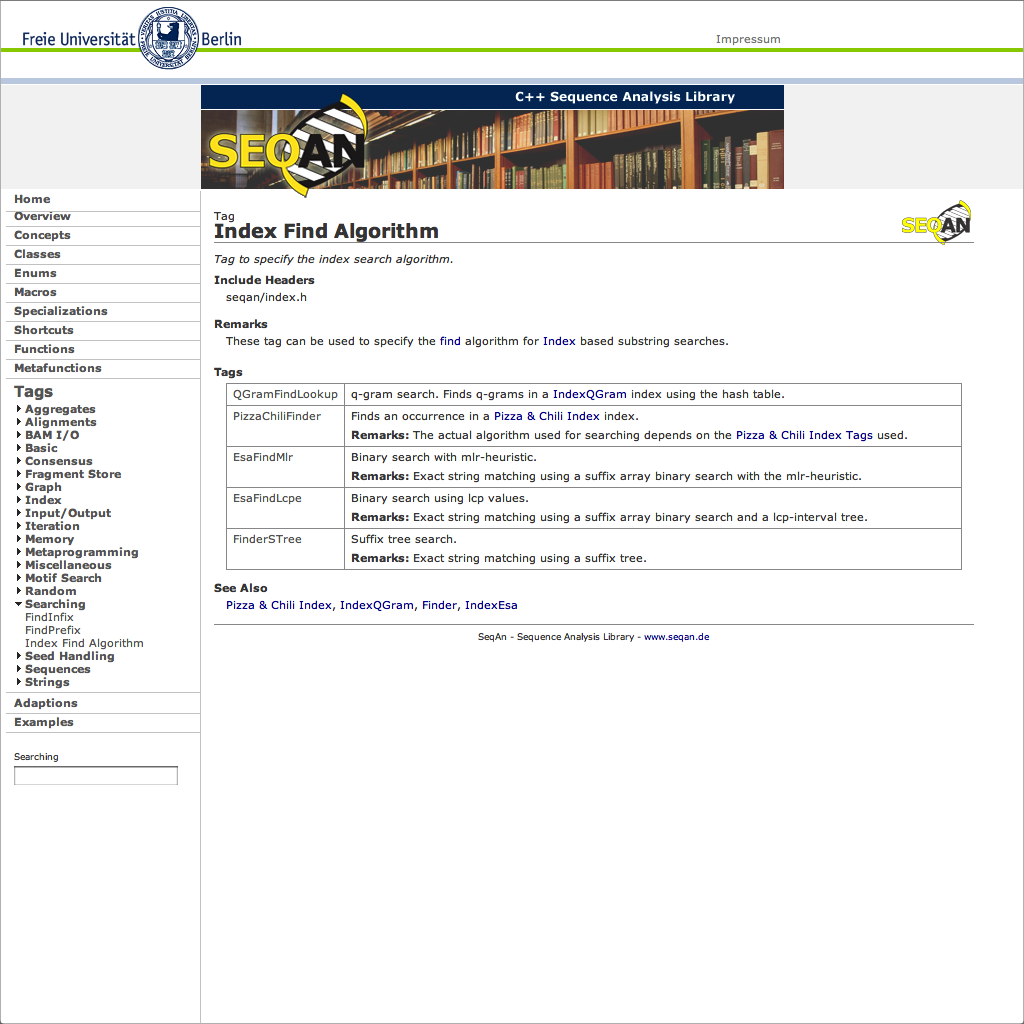 Freie Universität Berlin
Impressum
C++ Sequence Analysis Library
SEQAN
Home
Overview
Concepts
Classes
Enums
Macros
Specializations
Shortcuts
Functions
Metafunctions
Tags
Aggregates
Alignments
BAM I/O
Basic
Consensus
Fragment Store
Graph
Index
Input/Output
Iteration
Memory
Metaprogramming
Miscellaneous
Motif Search
Random
Searching
FindInfix
FindPrefix
Index Find Algorithm
Seed Handling
Sequences
Strings
Adaptions
Examples
Searching
Tag
SEQAN
Index Find Algorithm
Tag to specify the index search algorithm.
Include Headers
seqan/index.h
Remarks
These tag can be used to specify the find algorithm for Index based substring searches.
Tags
QGramFindLookup q-gram search. Finds q-grams in a IndexQGram index using the hash table.
PizzaChiliFinder Finds an occurrence in a Pizza & Chili Index index.
Remarks: The actual algorithm used for searching depends on the Pizza & Chili Index Tags used.
EsaFindMlr Binary search with mlr-heuristic.
Remarks: Exact string matching using a suffix array binary search with the mlr-heuristic.
EsaFindLcpe Binary search using lcp values.
Remarks: Exact string matching using a suffix array binary search and a lcp-interval tree.
FinderSTree Suffix tree search.
Remarks: Exact string matching using a suffix tree.
See Also
Pizza & Chili Index, IndexQGram, Finder, IndexEsa
SeqAn - Sequence Analysis Library - www.seqan.de